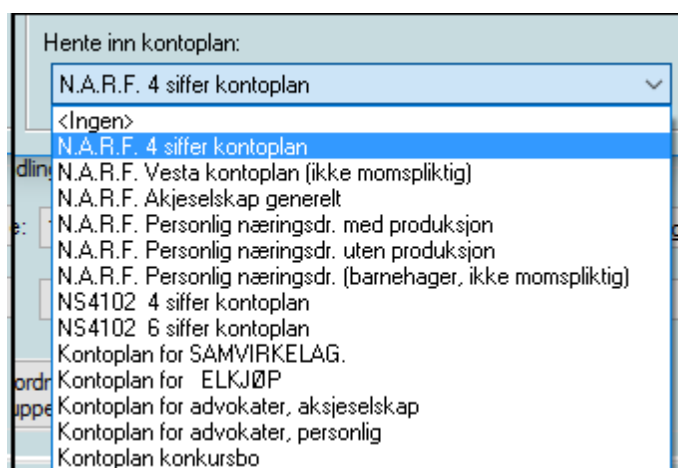 Hente inn kontoplan:
N.A.R.F. 4 siffer kontoplan
<Ingen>
N.A.R.F. 4 siffer kontoplan
N.A.R.F. Vesta kontoplan (ikke momspliktig)
N.A.R.F. Akjeselskap generelt
N.A.R.F. Personlig næringsdr. med produksjon
N.A.R.F. Personlig næringsdr. uten produksjon
N.A.R.F. Personlig næringsdr. (barnehager, ikke momspliktig)
NS4102 4 siffer kontoplan
NS4102 6 siffer kontoplan
Kontoplan for SAMVIRKELAG.
Kontoplan for ELKJØP
Kontoplan for advokater, aksjeselskap
Kontoplan for advokater, personlig
Kontoplan konkursbo